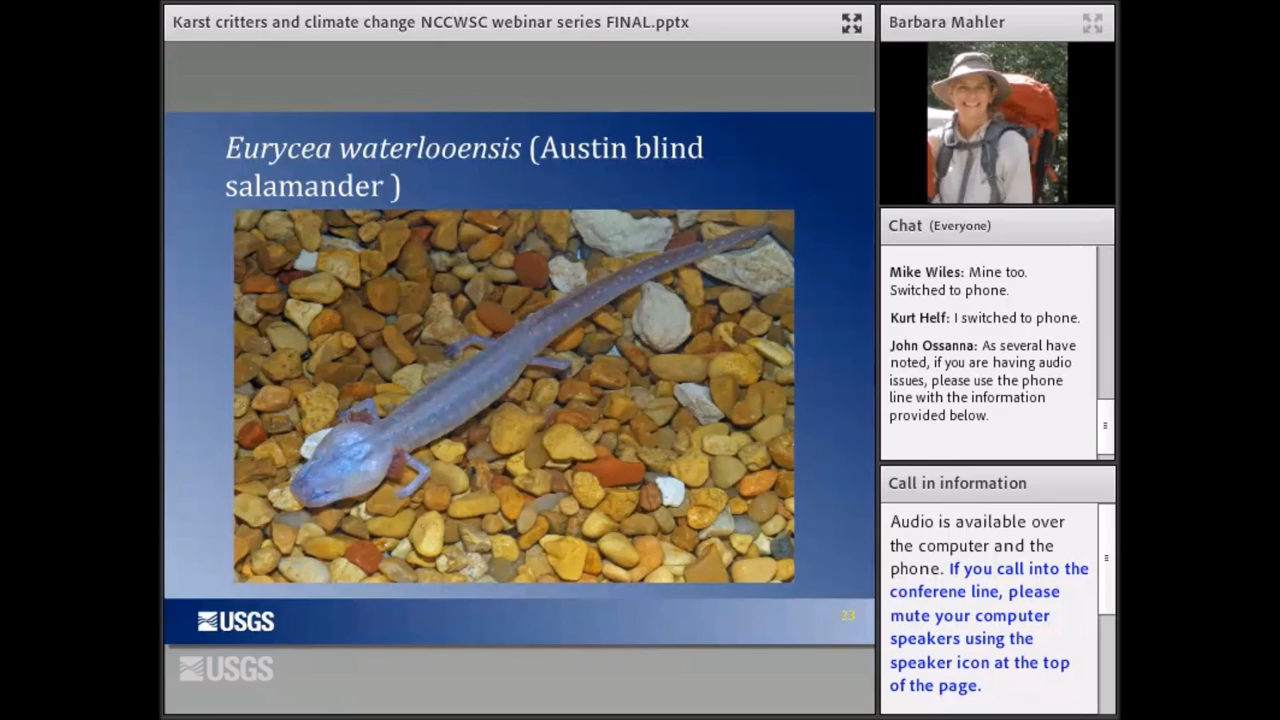 Karst critters and climate change NCCWSC webinar series FINAL.pptx
Eurycea waterlooensis (Austin blind
salamander )
USGS
23
USGS
Barbara Mahler
Chat (Everyone)
Mike Wiles: Mine too.
Switched to phone.
Kurt Helf: I switched to phone.
John Ossanna: As several have
noted, if you are having audio
issues, please use the phone
line with the information
provided below.
Call in information
Audio is available over
the computer and the
phone. If you call into the
conferene line, please
mute your computer
speakers using the
speaker icon at the top
of the page.